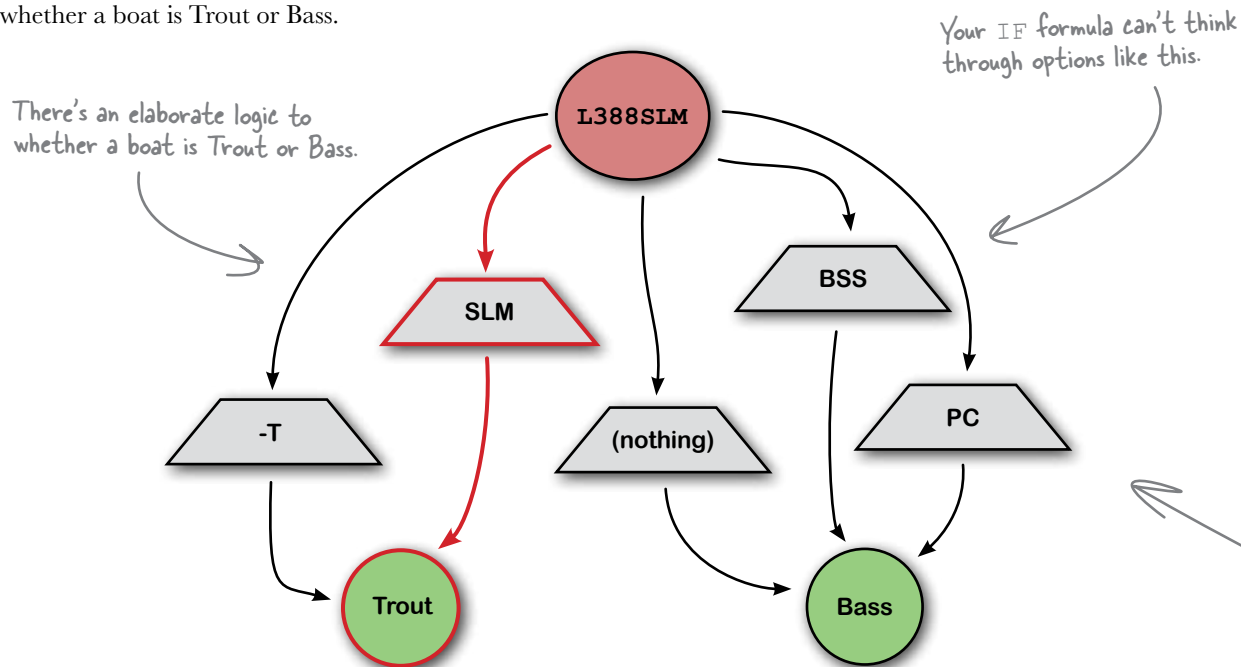 whether a boat is Trout or Bass.
Your IF formula can't think
through options like this.
There's an elaborate logic to
whether a boat is Trout or Bass.
L388SLM
BSS
SLM
PC
-T
(nothing)
Trout
Bass